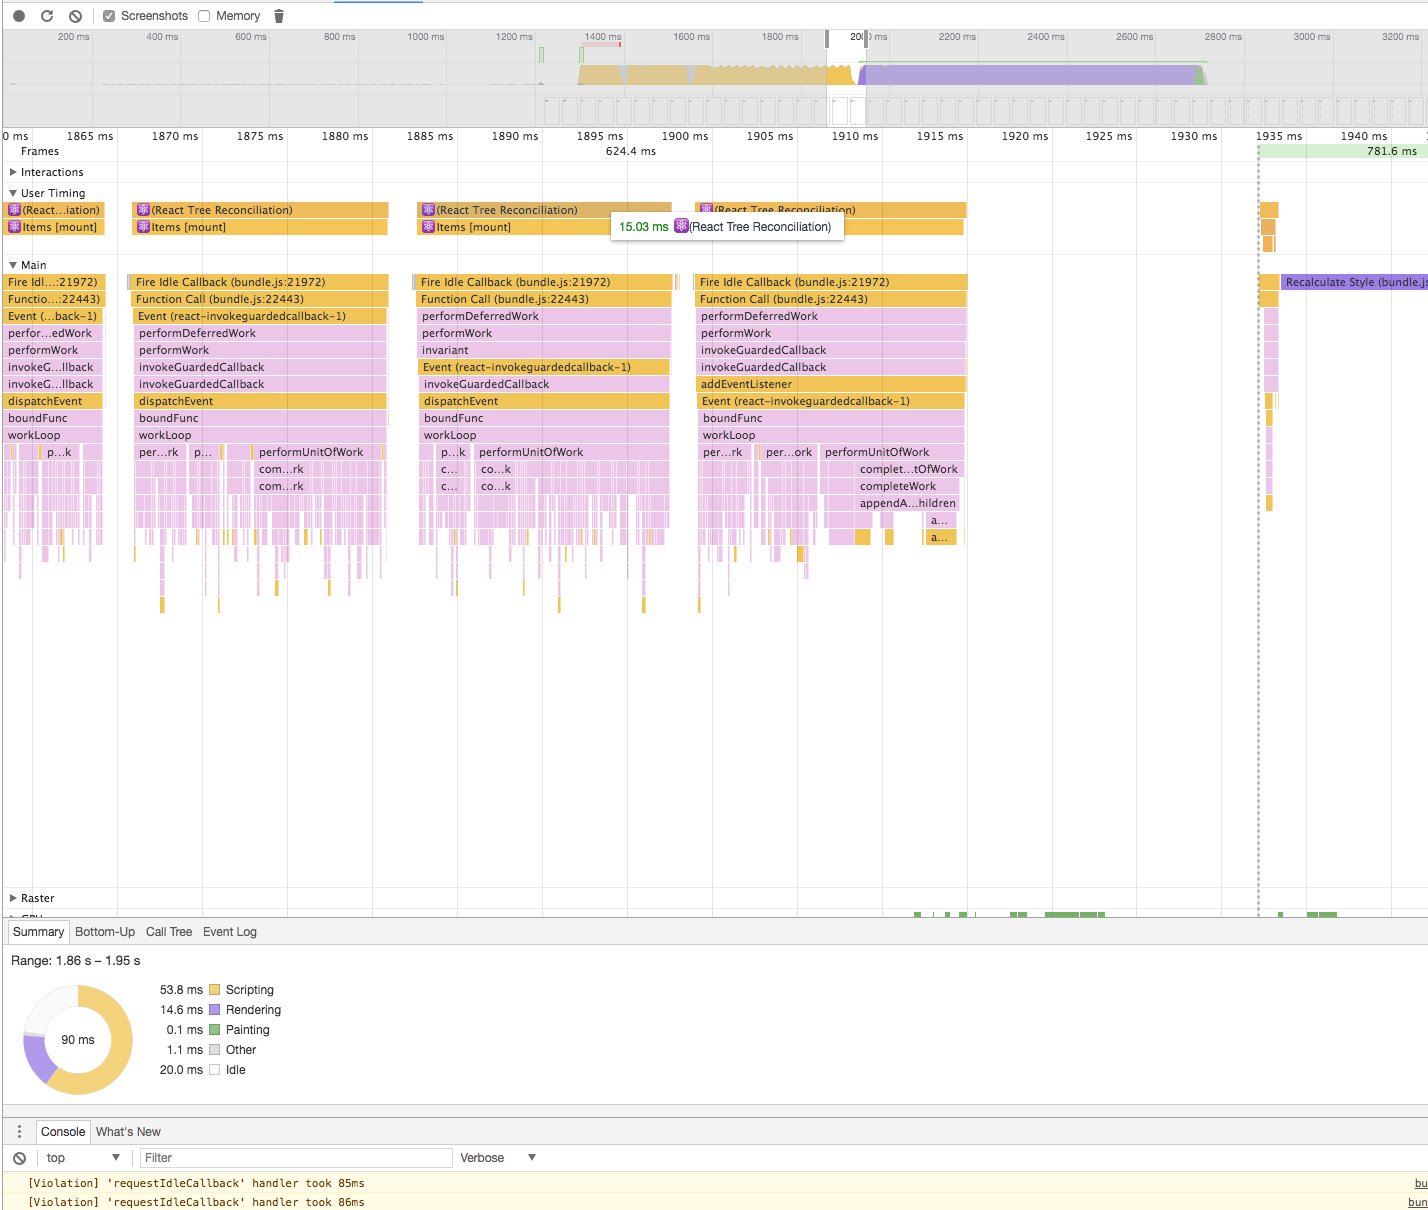 Screenshots Memory
200 ms 400 ms 600 ms 800 ms 1000 ms 1200 ms 1400 ms 1600 ms 1800 ms 2000 ms 2200 ms 2400 ms 2600 ms 2800 ms 3000 ms 3200 ms
0 ms 1865 ms 1870 ms 1875 ms 1880 ms 1885 ms 1890 ms 1895 ms 1900 ms 1905 ms 1910 ms 1915 ms 1920 ms 1925 ms 1930 ms 1935 ms 1940 ms
Frames 624.4 ms 781.6 ms
Interactions
User Timing
(React…iation) (React Tree Reconciliation) (React Tree Reconciliation) (React Tree Reconciliation)
Items [mount] Items [mount] Items [mount]
15.03 ms (React Tree Reconciliation)
Main
Fire Idl…:21972) Fire Idle Callback (bundle.js:21972) Fire Idle Callback (bundle.js:21972) Fire Idle Callback (bundle.js:21972) Recalculate Style (bundle.js
Functio…:22443) Function Call (bundle.js:22443) Function Call (bundle.js:22443) Function Call (bundle.js:22443)
Event (…back-1) Event (react-invokeguardedcallback-1) performDeferredWork performDeferredWork
perfor…edWork performDeferredWork performWork performWork
performWork performWork invariant invokeGuardedCallback
invokeG…llback invokeGuardedCallback Event (react-invokeguardedcallback-1) invokeGuardedCallback
invokeG…llback invokeGuardedCallback invokeGuardedCallback addEventListener
dispatchEvent dispatchEvent dispatchEvent Event (react-invokeguardedcallback-1)
boundFunc boundFunc boundFunc boundFunc
workLoop workLoop workLoop workLoop
p…k per…rk p… performUnitOfWork p…k performUnitOfWork per…rk per…ork performUnitOfWork
com…rk c… co…k complet…tOfWork
com…rk c… co…k completeWork
appendA…hildren
a…
a…
Raster
Summary Bottom-Up Call Tree Event Log
Range: 1.86 s – 1.95 s
90 ms
53.8 ms Scripting
14.6 ms Rendering
0.1 ms Painting
1.1 ms Other
20.0 ms Idle
Console What's New
top Filter Verbose
[Violation] 'requestIdleCallback' handler took 85ms bu
[Violation] 'requestIdleCallback' handler took 86ms bun